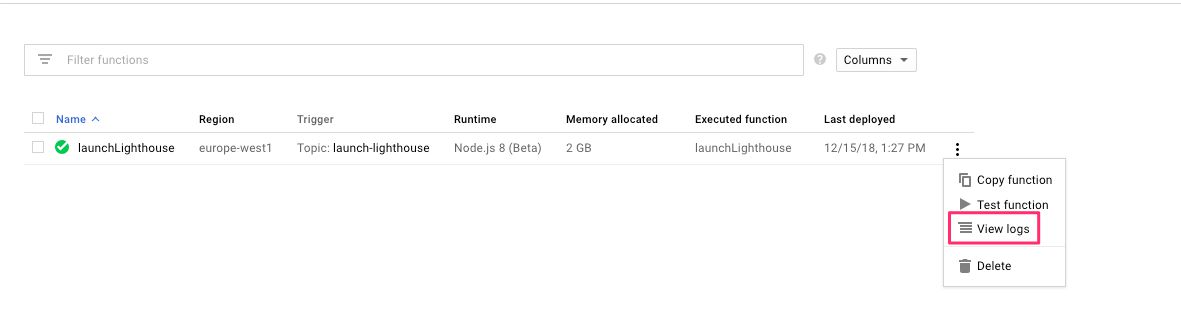 Filter functions
Columns
Name Region Trigger Runtime Memory allocated Executed function Last deployed
launchLighthouse europe-west1 Topic: launch-lighthouse Node.js 8 (Beta) 2 GB launchLighthouse 12/15/18, 1:27 PM
Copy function
Test function
View logs
Delete